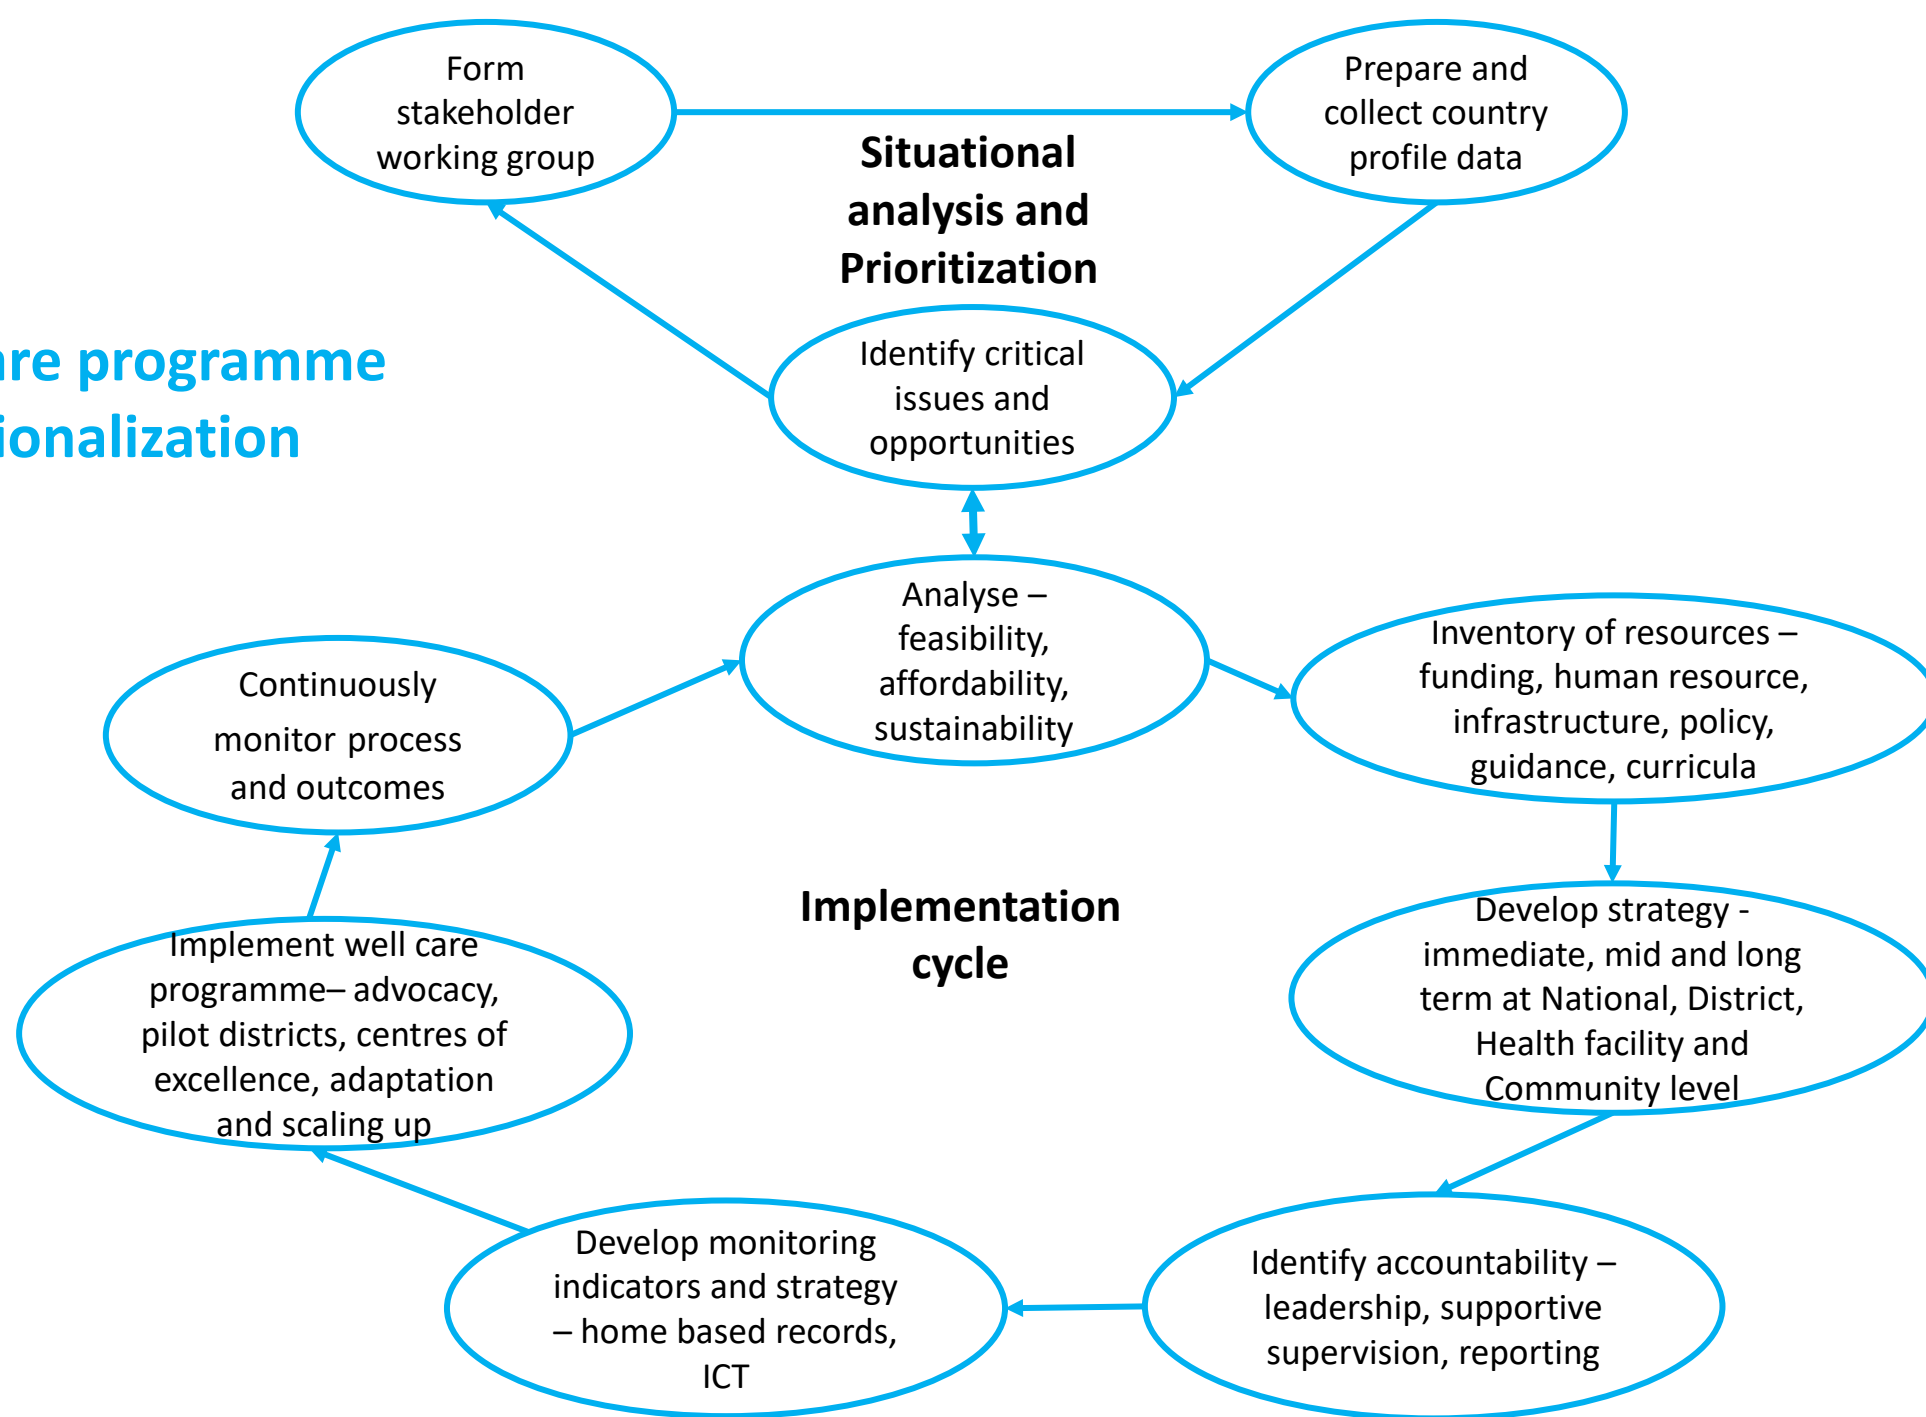 Form
stakeholder
working group
Prepare and
collect country
profile data
Situational
analysis and
Prioritization
Identify critical
issues and
opportunities
programme
Analyse –
feasibility,
affordability,
sustainability
Inventory of resources –
funding, human resource,
infrastructure, policy,
guidance, curricula
Continuously
monitor process
and outcomes
Implementation
cycle
Develop strategy -
immediate, mid and long
term at National, District,
Health facility and
Community level
Implement well care
programme– advocacy,
pilot districts, centres of
excellence, adaptation
and scaling up
Develop monitoring
indicators and strategy
– home based records,
ICT
Identify accountability –
leadership, supportive
supervision, reporting